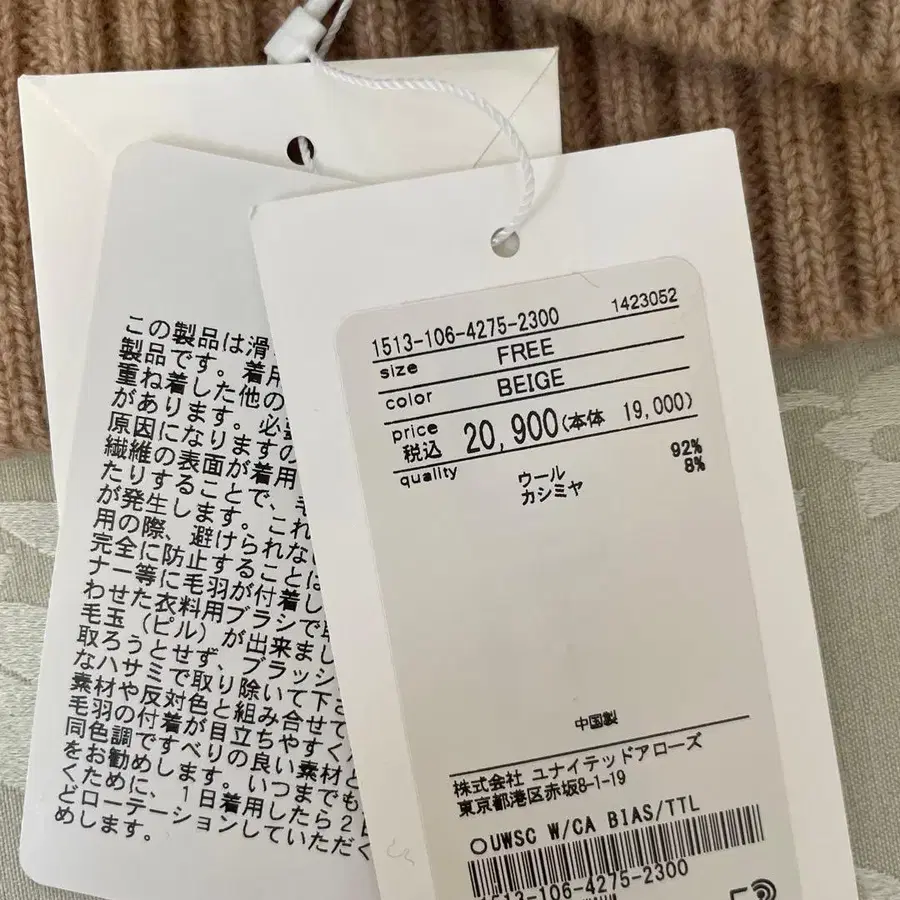 この製品は滑
製品です。着用
重ね着した他の
があります。必要
原因になりますの
繊維の表面が着用
たりすることで、毛
が発生します。これ
用の際、避けられな
完全に防止することは
ナー等に毛羽が付着し
わせた衣料用ブラシで取
毛玉（ピル）が出来まし
取ろうとせず、ブラッシ
なハサミで取り除いて下さ
素材や反対色と組み合せて
毛羽の付着が目立ちやすく
同色調ですべりの良い素材と
をお勧めします。いつまでも
くために、1日着用したら2日
どローテーションしていただく
めします。
1513-106-4275-2300 1423052
size FREE
color BEIGE
price
税込 20,900(本体 19,000)
quality
ウール 92%
カシミヤ 8%
中国製
株式会社 ユナイテッドアローズ
東京都港区赤坂8-1-19
○UWSC W/CA BIAS/TTL
1513-106-4275-2300